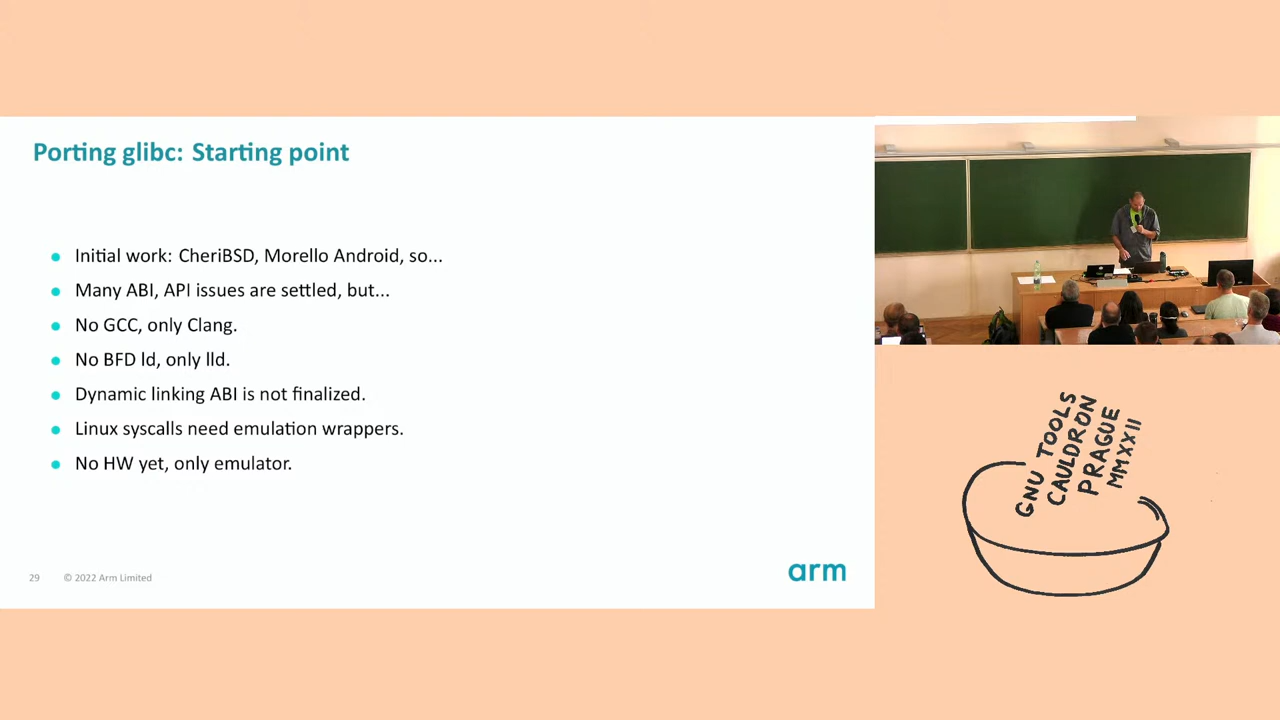 Porting glibc: Starting point
Initial work: CheriBSD, Morello Android, so...
Many ABI, API issues are settled, but...
No GCC, only Clang.
No BFD ld, only lld.
Dynamic linking ABI is not finalized.
Linux syscalls need emulation wrappers.
No HW yet, only emulator.
29 © 2022 Arm Limited
arm
GNU TOOLS
CAULDRON
PRAGUE
MMXXII